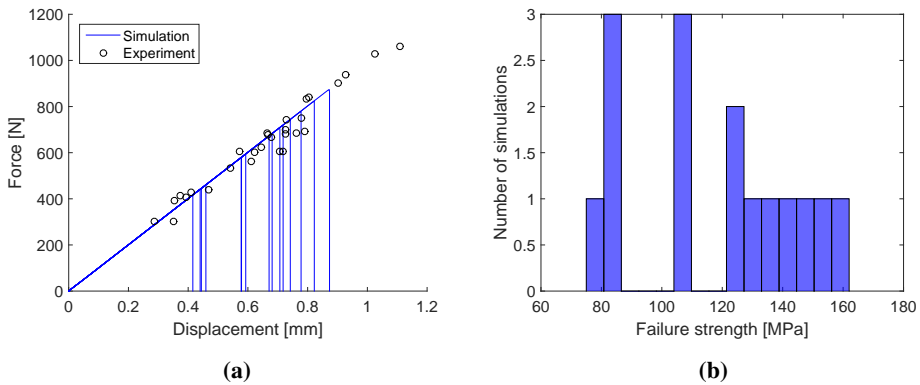 Simulation
Experiment
1200
1000
800
600
400
200
0
Force [N]
0 0.2 0.4 0.6 0.8 1 1.2
Displacement [mm]
(a)
3
2.5
2
1.5
1
0.5
0
Number of simulations
60 80 100 120 140 160 180
Failure strength [MPa]
(b)